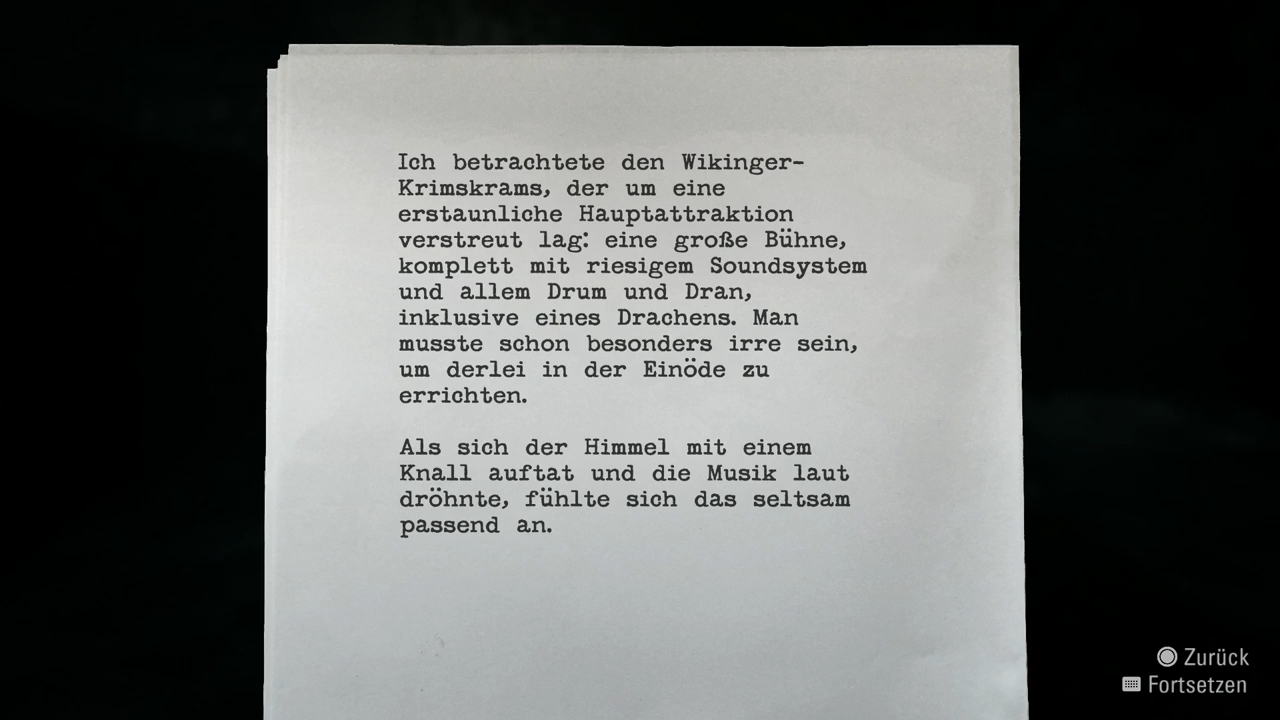 Ich betrachtete den Wikinger-
Krimskrams, der um eine
erstaunliche Hauptattraktion
verstreut lag: eine große Bühne,
komplett mit riesigem Soundsystem
und allem Drum und Dran,
inklusive eines Drachens. Man
musste schon besonders irre sein,
um derlei in der Einöde zu
errichten.

Als sich der Himmel mit einem
Knall auftat und die Musik laut
dröhnte, fühlte sich das seltsam
passend an.

Zurück
Fortsetzen